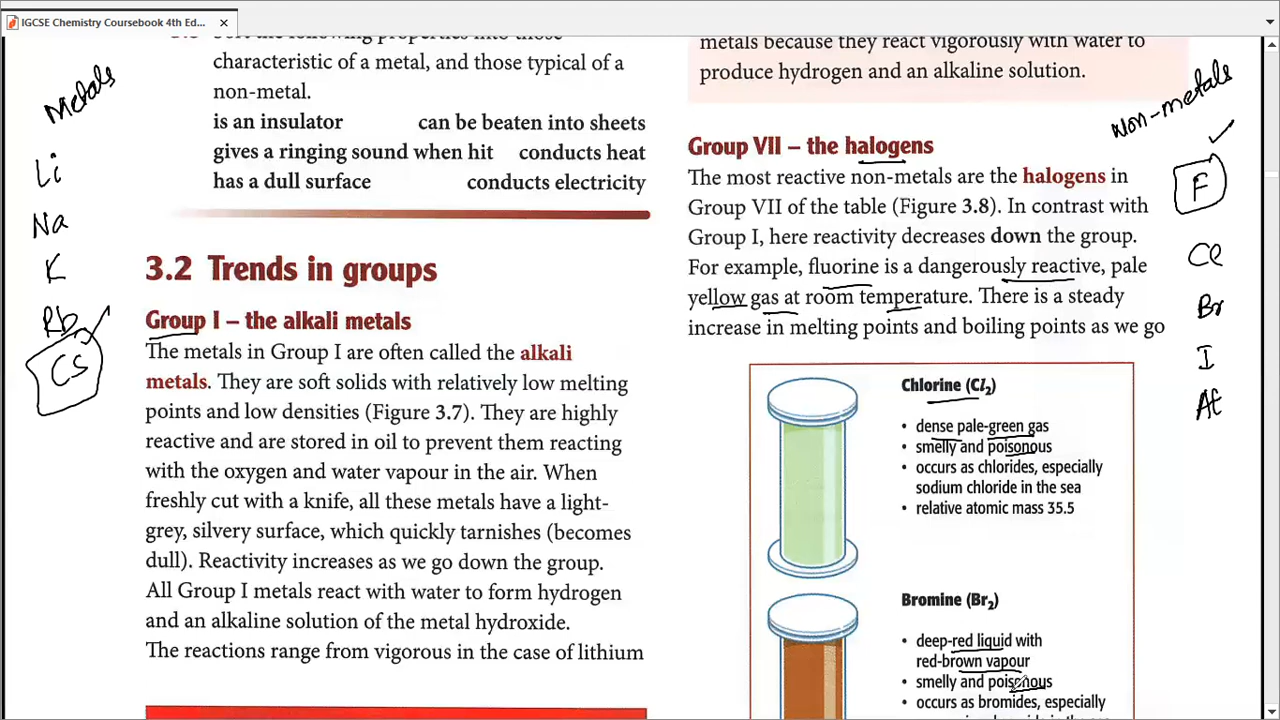 IGCSE Chemistry Coursebook 4th Ed...
Metals
Li
Na
K
Rb
Cs
characteristic of a metal, and those typical of a
non-metal.
is an insulator can be beaten into sheets
gives a ringing sound when hit conducts heat
has a dull surface conducts electricity
3.2 Trends in groups
Group I – the alkali metals
The metals in Group I are often called the alkali
metals. They are soft solids with relatively low melting
points and low densities (Figure 3.7). They are highly
reactive and are stored in oil to prevent them reacting
with the oxygen and water vapour in the air. When
freshly cut with a knife, all these metals have a light-
grey, silvery surface, which quickly tarnishes (becomes
dull). Reactivity increases as we go down the group.
All Group I metals react with water to form hydrogen
and an alkaline solution of the metal hydroxide.
The reactions range from vigorous in the case of lithium
metals because they react vigorously with water to
produce hydrogen and an alkaline solution.
Group VII – the halogens
The most reactive non-metals are the halogens in
Group VII of the table (Figure 3.8). In contrast with
Group I, here reactivity decreases down the group.
For example, fluorine is a dangerously reactive, pale
yellow gas at room temperature. There is a steady
increase in melting points and boiling points as we go
Chlorine (Cl2)
• dense pale-green gas
• smelly and poisonous
• occurs as chlorides, especially
sodium chloride in the sea
• relative atomic mass 35.5
Bromine (Br2)
• deep-red liquid with
red-brown vapour
• smelly and poisonous
• occurs as bromides, especially
Non-metals
F
Cl
Br
I
At